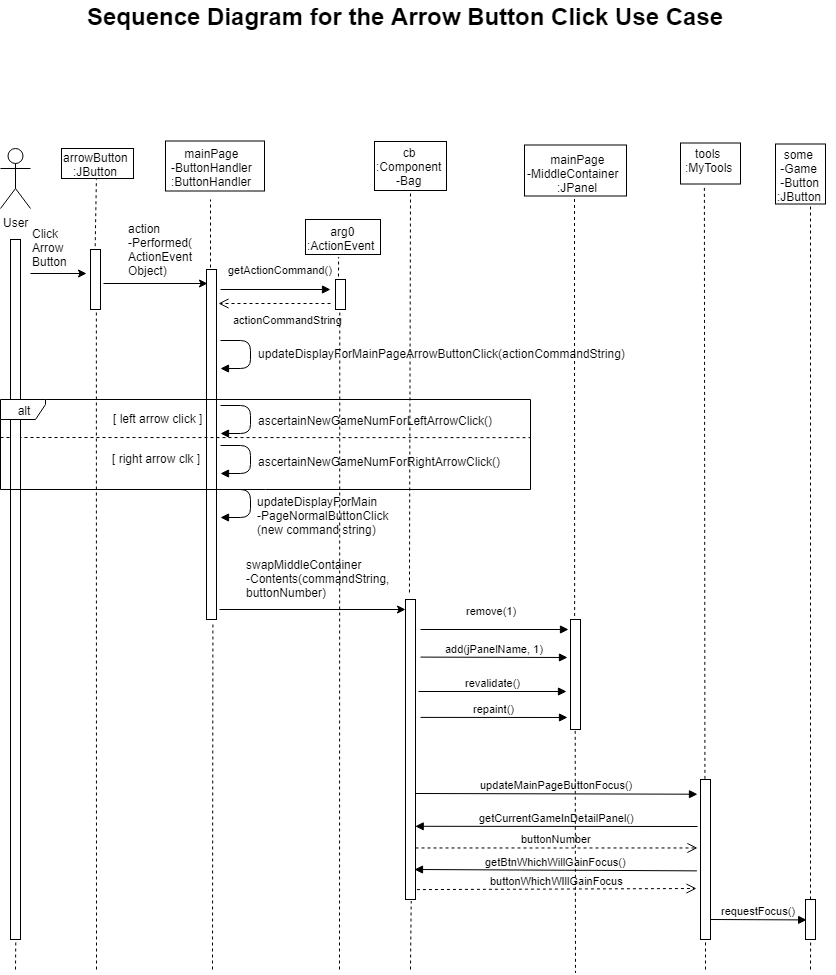 Sequence Diagram for the Arrow Button Click Use Case
User
arrowButton
:JButton
mainPage
-ButtonHandler
:ButtonHandler
cb
:Component
-Bag
mainPage
-MiddleContainer
:JPanel
tools
:MyTools
some
-Game
-Button
:JButton
arg0
:ActionEvent
Click
Arrow
Button
action
-Performed(
ActionEvent
Object)
getActionCommand()
actionCommandString
updateDisplayForMainPageArrowButtonClick(actionCommandString)
alt
[ left arrow click ]
ascertainNewGameNumForLeftArrowClick()
[ right arrow clk ]
ascertainNewGameNumForRightArrowClick()
updateDisplayForMain
-PageNormalButtonClick
(new command string)
swapMiddleContainer
-Contents(commandString,
buttonNumber)
remove(1)
add(jPanelName, 1)
revalidate()
repaint()
updateMainPageButtonFocus()
getCurrentGameInDetailPanel()
buttonNumber
getBtnWhichWillGainFocus()
buttonWhichWIllGainFocus
requestFocus()